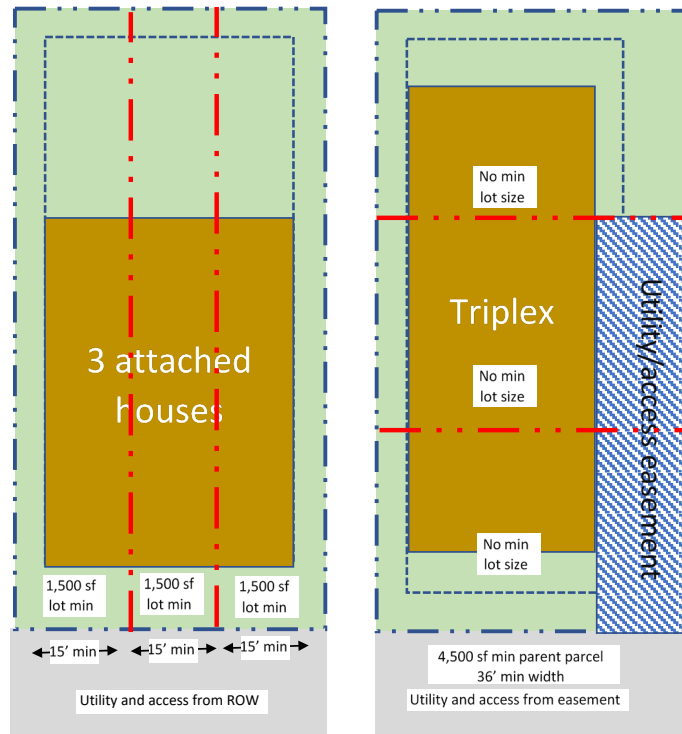 3 attached
houses
1,500 sf
lot min
1,500 sf
lot min
1,500 sf
lot min
15’ min
15’ min
15’ min
Utility and access from ROW
No min
lot size
Triplex
No min
lot size
No min
lot size
Utility/access easement
4,500 sf min parent parcel
36’ min width
Utility and access from easement